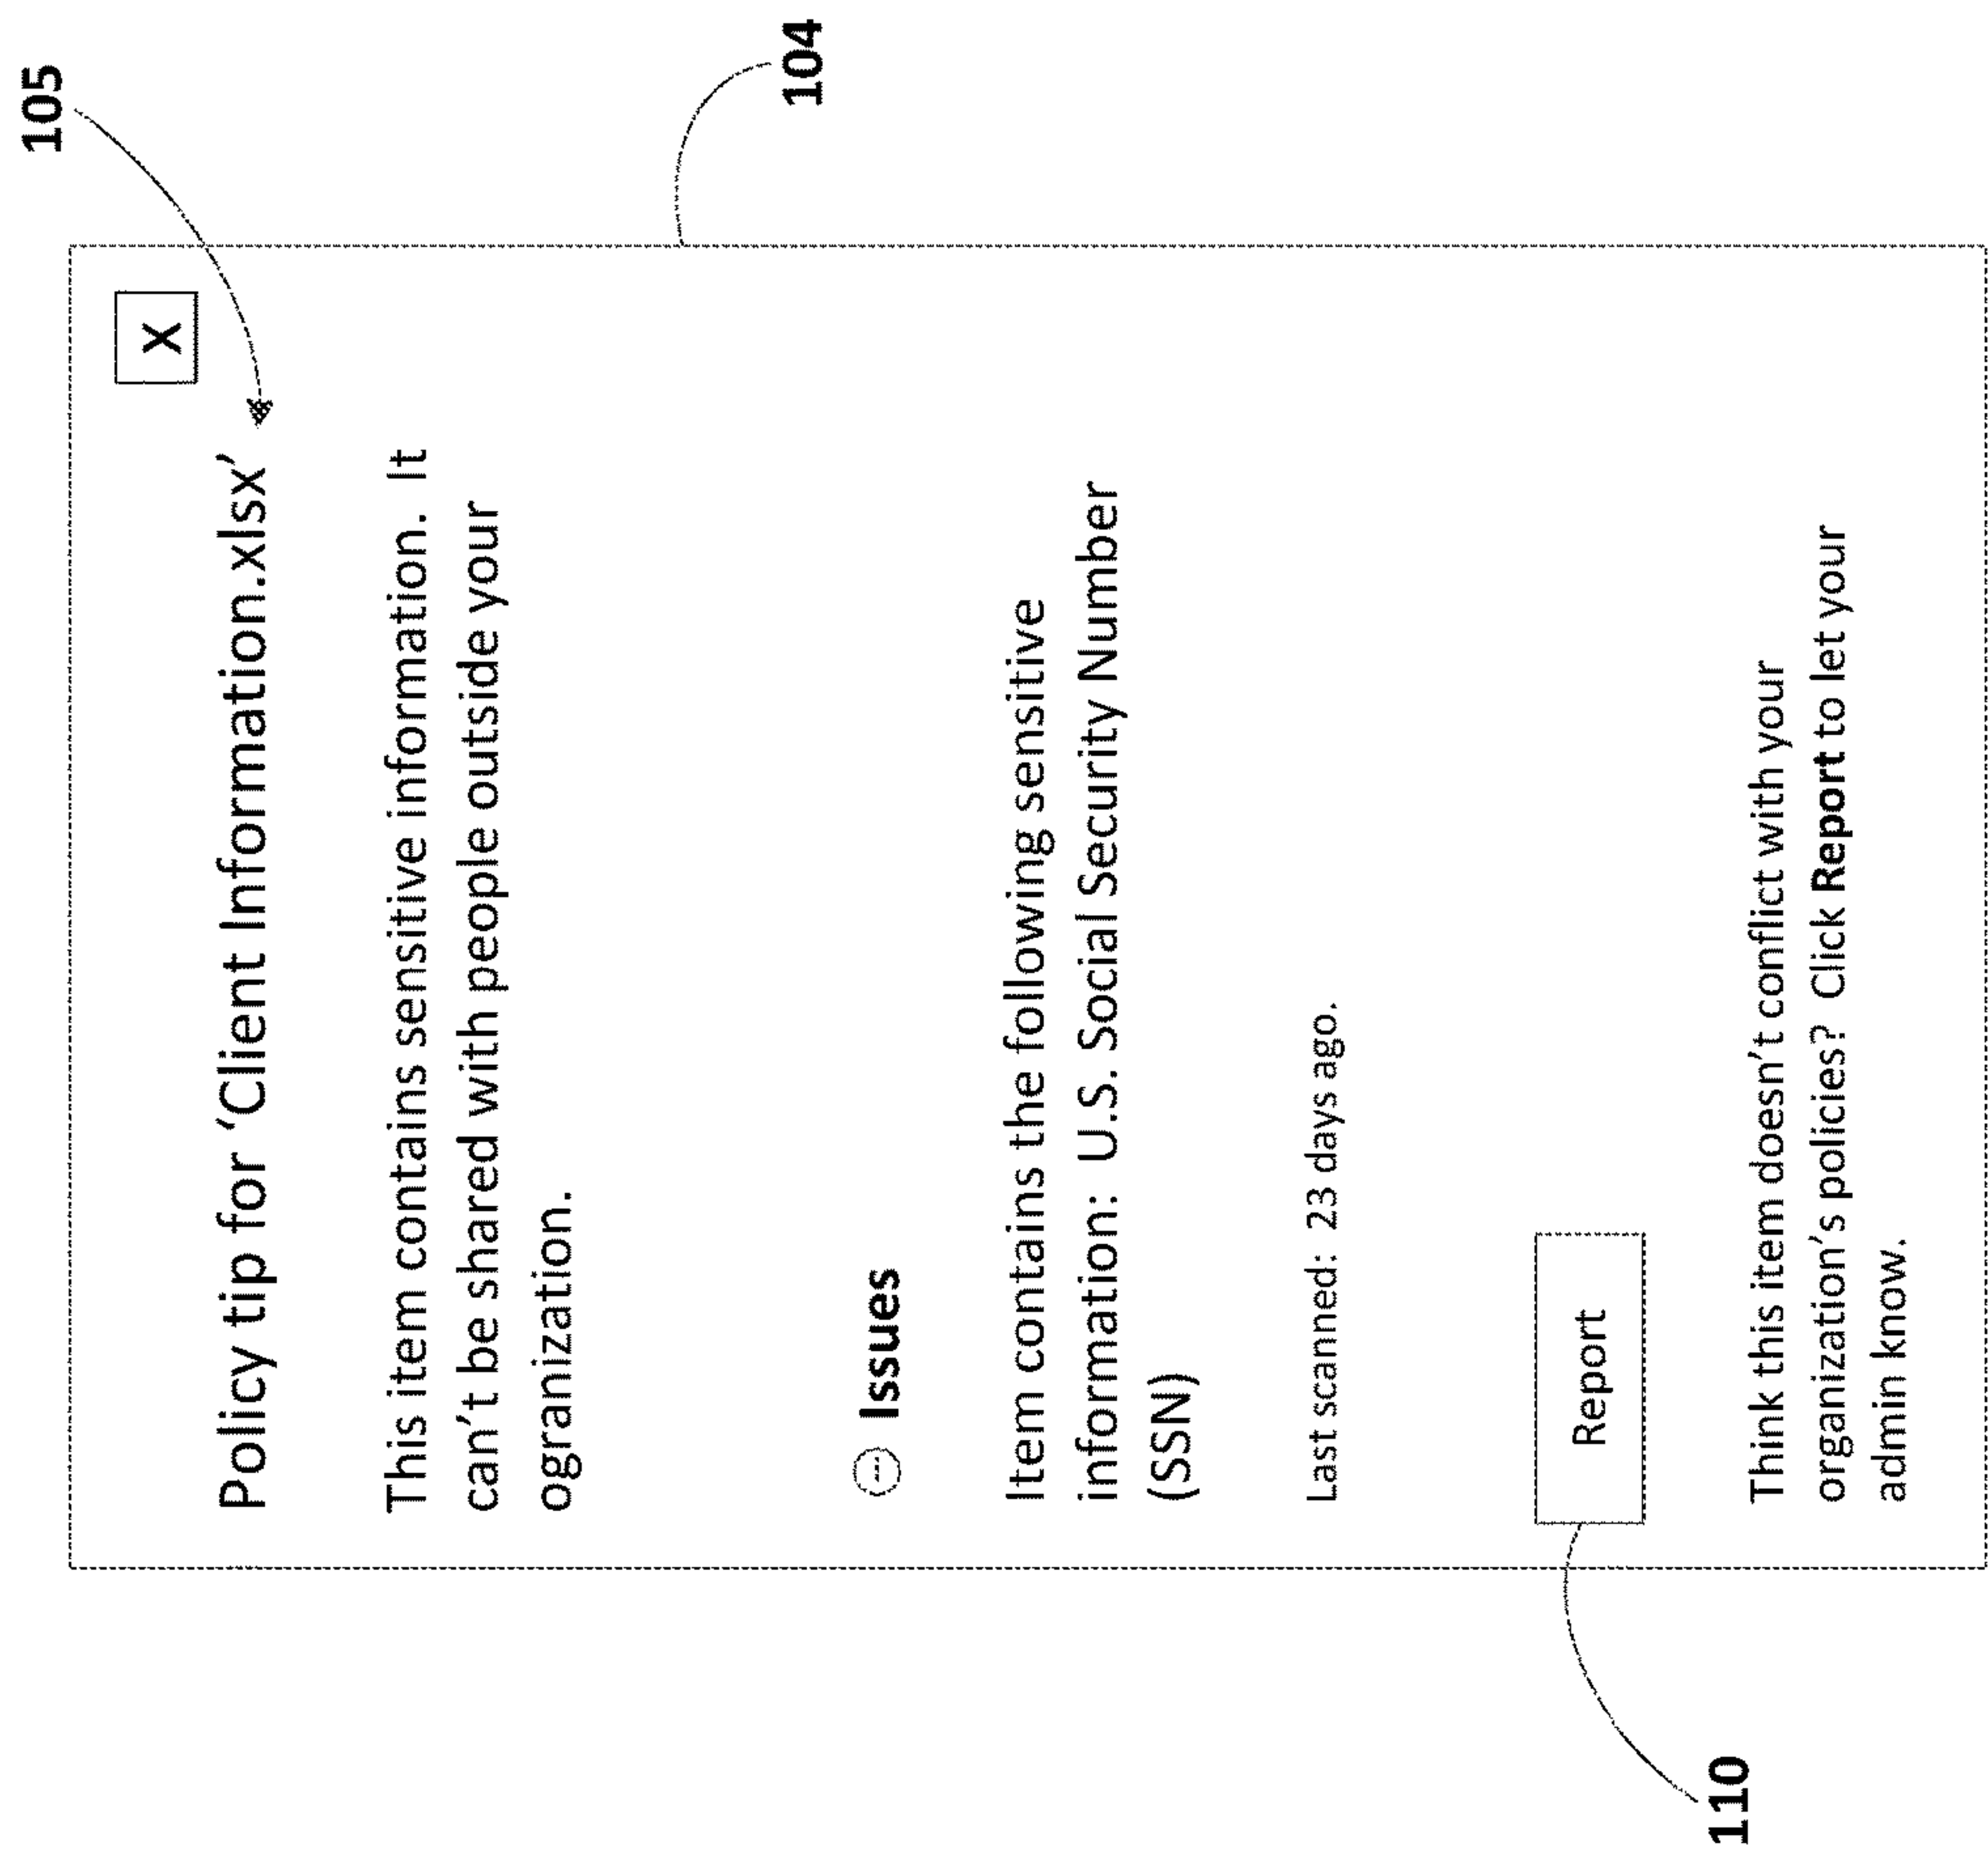 105
104
X
Policy tip for ‘Client Information.xlsx’
This item contains sensitive information.  It
can’t be shared with people outside your
ogranization.
Issues
Item contains the following sensitive
information:  U.S. Social Security Number
(SSN)
Last scanned:  23 days ago.
Report
Think this item doesn’t conflict with your
organization’s policies?  Click Report to let your
admin know.
110